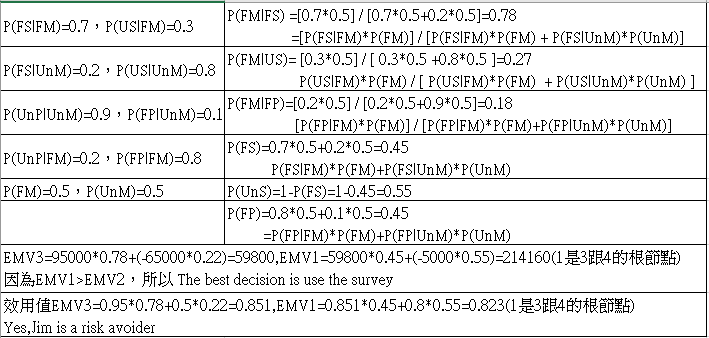 P(FS|FM)=0.7，P(US|FM)=0.3
P(FM|FS) =[0.7*0.5] / [0.7*0.5+0.2*0.5]=0.78
=[P(FS|FM)*P(FM)] / [P(FS|FM)*P(FM) + P(FS|UnM)*P(UnM)]
P(FS|UnM)=0.2，P(US|UnM)=0.8
P(FM|US)= [0.3*0.5] / [ 0.3*0.5 +0.8*0.5 ]=0.27
P(US|FM)*P(FM) / [ P(US|FM)*P(FM) + P(US|UnM)*P(UnM) ]
P(UnP|UnM)=0.9，P(FP|UnM)=0.1
P(FM|FP)=[0.2*0.5] / [0.2*0.5+0.9*0.5]=0.18
[P(FP|FM)*P(FM)] / [P(FP|FM)*P(FM)+P(FP|UnM)*P(UnM)]
P(UnP|FM)=0.2，P(FP|FM)=0.8
P(FS)=0.7*0.5+0.2*0.5=0.45
P(FS|FM)*P(FM)+P(FS|UnM)*P(UnM)
P(FM)=0.5，P(UnM)=0.5
P(UnS)=1-P(FS)=1-0.45=0.55
P(FP)=0.8*0.5+0.1*0.5=0.45
=P(FP|FM)*P(FM)+P(FP|UnM)*P(UnM)
EMV3=95000*0.78+(-65000*0.22)=59800,EMV1=59800*0.45+(-5000*0.55)=214160(1是3跟4的根節點)
因為EMV1>EMV2，所以 The best decision is use the survey
效用值EMV3=0.95*0.78+0.5*0.22=0.851,EMV1=0.851*0.45+0.8*0.55=0.823(1是3跟4的根節點)
Yes,Jim is a risk avoider